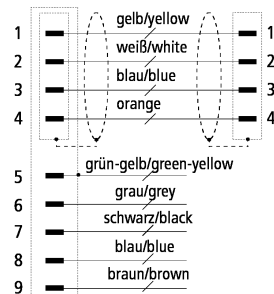 gelb/yellow
1 1
weiß/white
2 2
blau/blue
3 3
orange
4 4
grün-gelb/green-yellow
5
grau/grey
6
schwarz/black
7
blau/blue
8
braun/brown
9